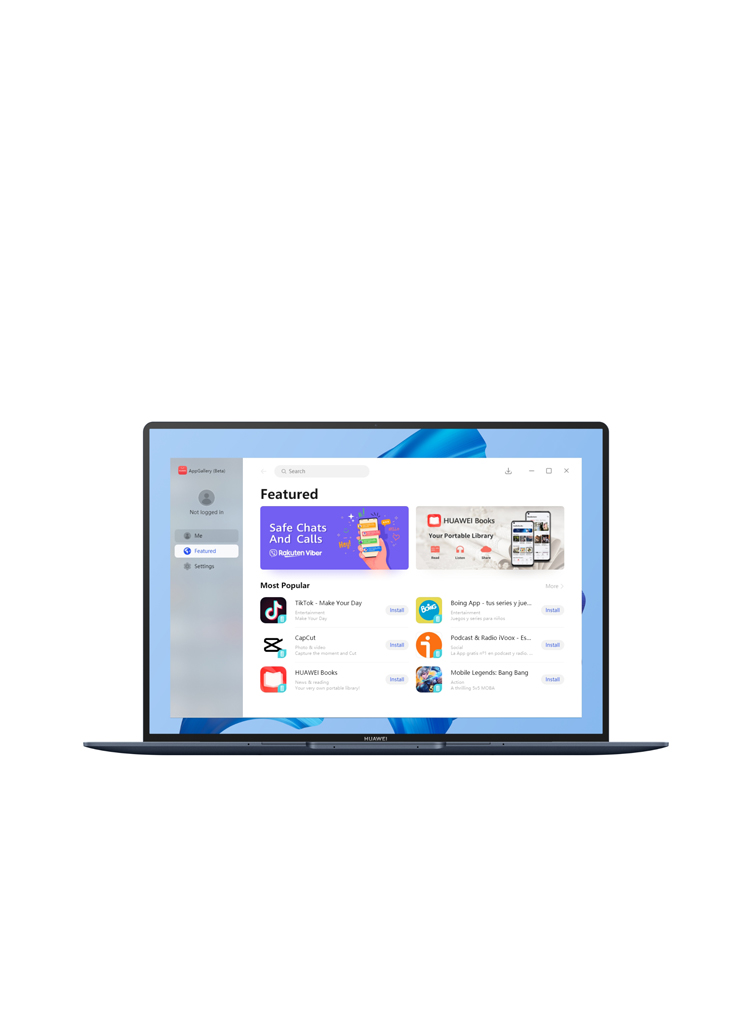 AppGallery (Beta)
Search
Not logged in
Me
Featured
Settings
Featured
Safe Chats
And Calls
Rakuten Viber
Hey!
HUAWEI Books
Your Portable Library
Read
Listen
Share
Most Popular
More
TikTok - Make Your Day
Entertainment
Make Your Day
Install
Boing App - tus series y jue...
Entertainment
Juegos y series para niños
Install
CapCut
Photo & video
Capture the moment and Cut
Install
Podcast & Radio iVoox - Es...
Social
La App gratis nº1 en podcast y radio ...
Install
HUAWEI Books
News & reading
Your very own portable library!
Install
Mobile Legends: Bang Bang
Action
A thrilling 5v5 MOBA
Install
HUAWEI